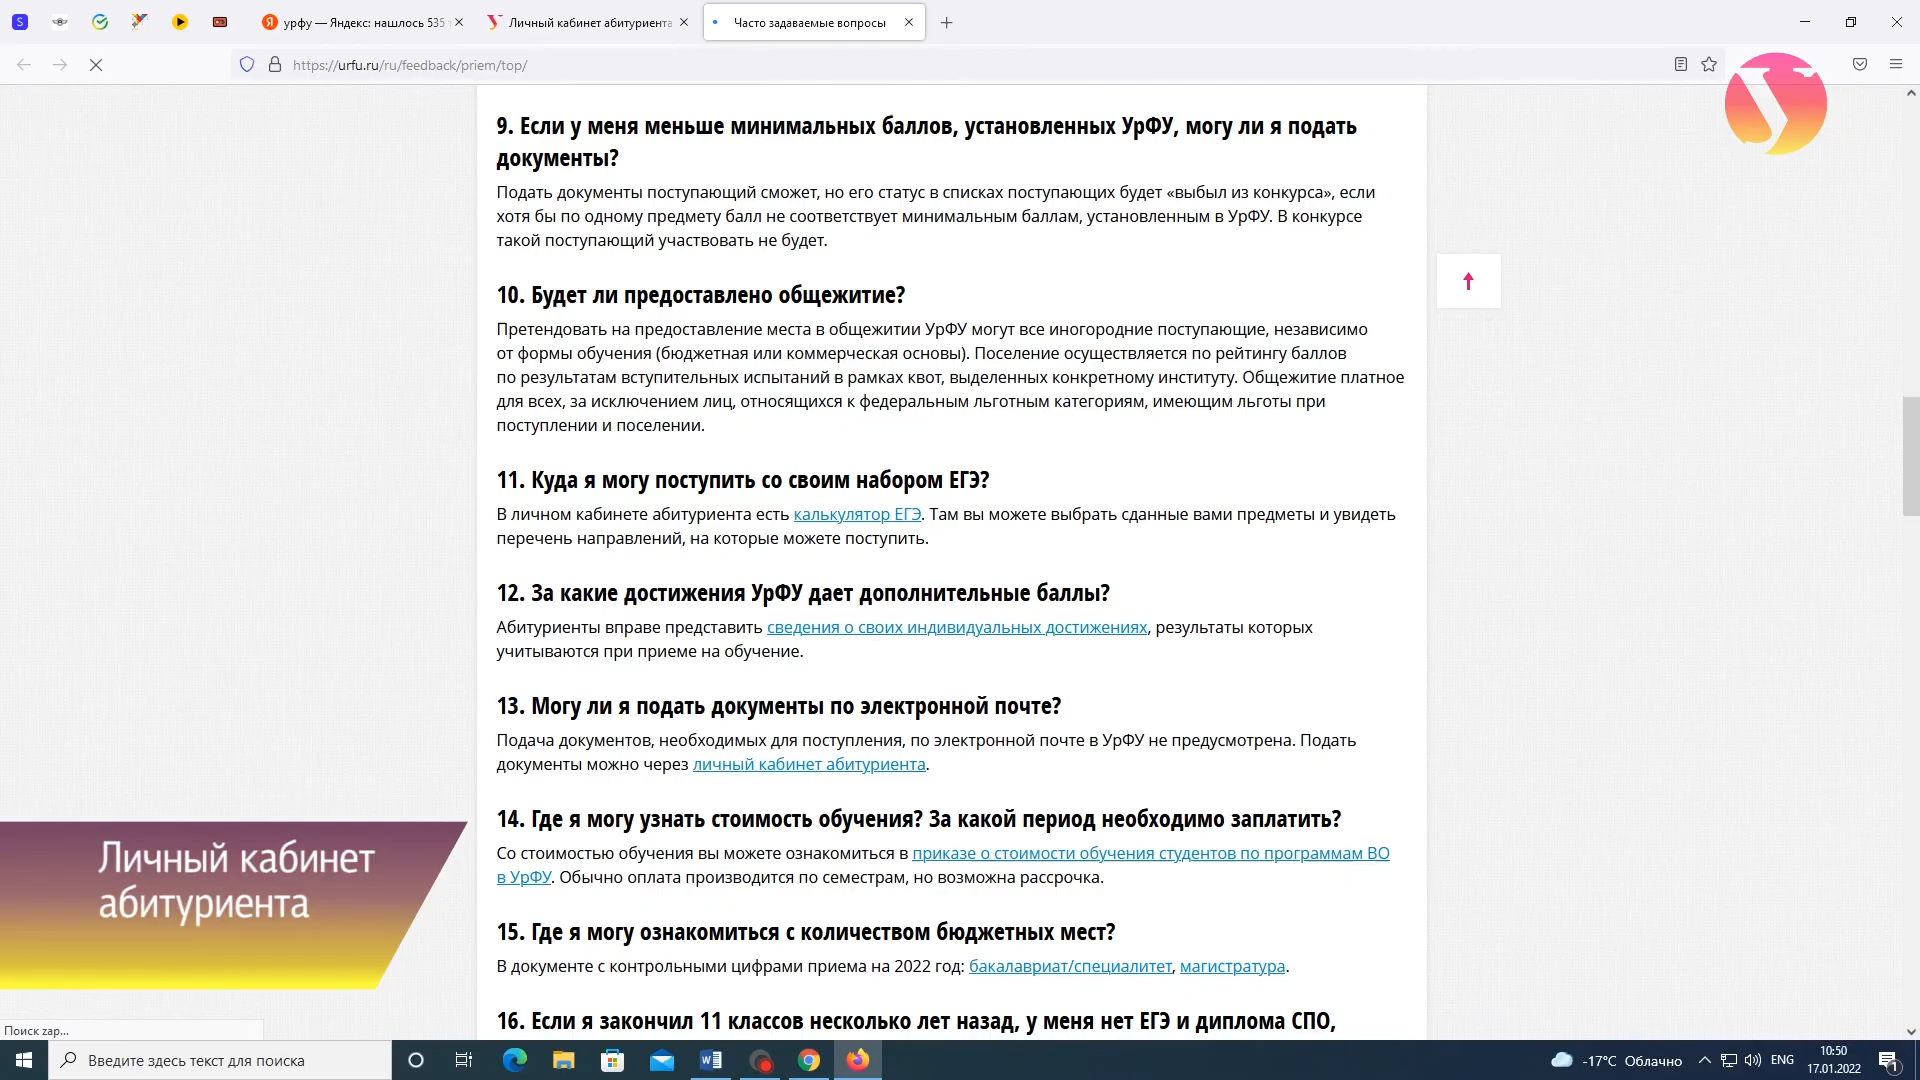 урфу — Яндекс: нашлось 535
Личный кабинет абитуриента
Часто задаваемые вопросы
https://urfu.ru/ru/feedback/priem/top/
9. Если у меня меньше минимальных баллов, установленных УрФУ, могу ли я подать
документы?
Подать документы поступающий сможет, но его статус в списках поступающих будет «выбыл из конкурса», если
хотя бы по одному предмету балл не соответствует минимальным баллам, установленным в УрФУ. В конкурсе
такой поступающий участвовать не будет.
10. Будет ли предоставлено общежитие?
Претендовать на предоставление места в общежитии УрФУ могут все иногородние поступающие, независимо
от формы обучения (бюджетная или коммерческая основы). Поселение осуществляется по рейтингу баллов
по результатам вступительных испытаний в рамках квот, выделенных конкретному институту. Общежитие платное
для всех, за исключением лиц, относящихся к федеральным льготным категориям, имеющим льготы при
поступлении и поселении.
11. Куда я могу поступить со своим набором ЕГЭ?
В личном кабинете абитуриента есть калькулятор ЕГЭ. Там вы можете выбрать сданные вами предметы и увидеть
перечень направлений, на которые можете поступить.
12. За какие достижения УрФУ дает дополнительные баллы?
Абитуриенты вправе представить сведения о своих индивидуальных достижениях, результаты которых
учитываются при приеме на обучение.
13. Могу ли я подать документы по электронной почте?
Подача документов, необходимых для поступления, по электронной почте в УрФУ не предусмотрена. Подать
документы можно через личный кабинет абитуриента.
14. Где я могу узнать стоимость обучения? За какой период необходимо заплатить?
Со стоимостью обучения вы можете ознакомиться в приказе о стоимости обучения студентов по программам ВО
в УрФУ. Обычно оплата производится по семестрам, но возможна рассрочка.
15. Где я могу ознакомиться с количеством бюджетных мест?
В документе с контрольными цифрами приема на 2022 год: бакалавриат/специалитет, магистратура.
16. Если я закончил 11 классов несколько лет назад, у меня нет ЕГЭ и диплома СПО,
Личный кабинет
абитуриента
Поиск zap...
Введите здесь текст для поиска
-17°C Облачно
ENG
10:50
17.01.2022
1